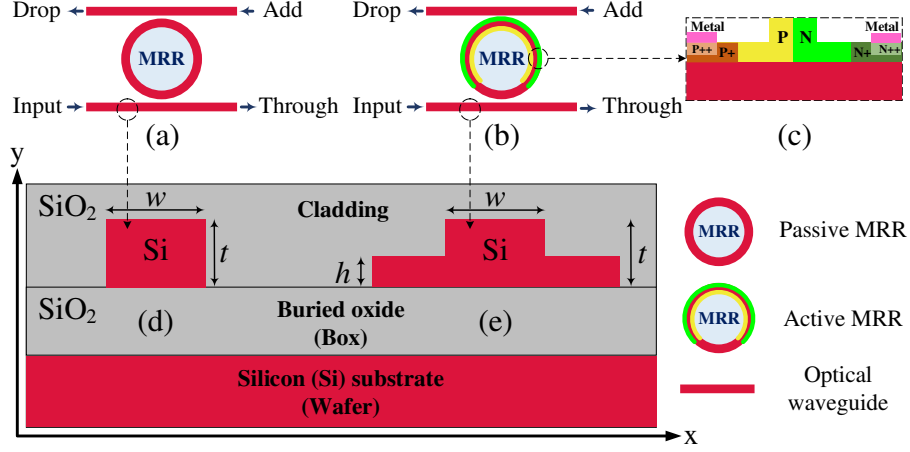 Drop
Add
MRR
Input
Through
(a)
Drop
Add
MRR
Input
Through
(b)
Metal
P
N
Metal
P++
P+
N+
N++
(c)
y
SiO2
w
Cladding
w
Si
t
h
Si
t
SiO2
(d)
Buried oxide
(Box)
(e)
Silicon (Si) substrate
(Wafer)
x
MRR
Passive MRR
MRR
Active MRR
Optical
waveguide